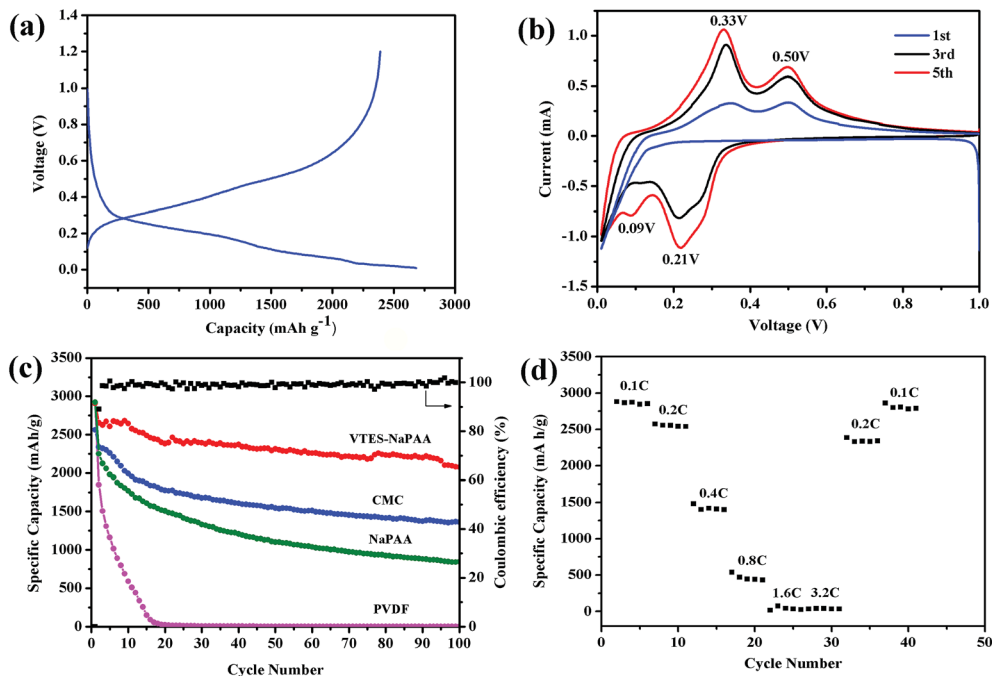 (a)
1.2
1.0
0.8
0.6
0.4
0.2
0.0
Voltage (V)
0 500 1000 1500 2000 2500 3000
Capacity (mAh g-1)
(b)
0.33V
0.50V
1st
3rd
5th
0.09V
0.21V
1.0
0.5
0.0
-0.5
-1.0
-1.5
Current (mA)
0.0 0.2 0.4 0.6 0.8 1.0
Voltage (V)
(c)
3500
3000
2500
2000
1500
1000
500
0
Specific Capacity (mAh/g)
VTES-NaPAA
CMC
NaPAA
PVDF
100
80
60
40
20
0
Coulombic efficiency (%)
0 10 20 30 40 50 60 70 80 90 100
Cycle Number
(d)
3500
3000
2500
2000
1500
1000
500
0
Specific Capacity (mA h/g)
0.1C
0.2C
0.4C
0.8C
1.6C
3.2C
0.2C
0.1C
0 10 20 30 40 50
Cycle Number